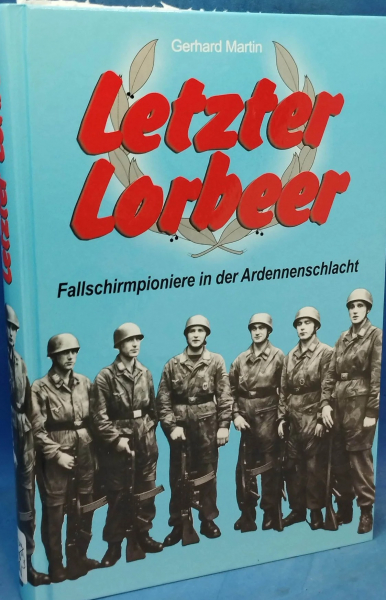 Gerhard Martin
Letzter
Lorbeer
Fallschirmpioniere in der Ardennenschlacht